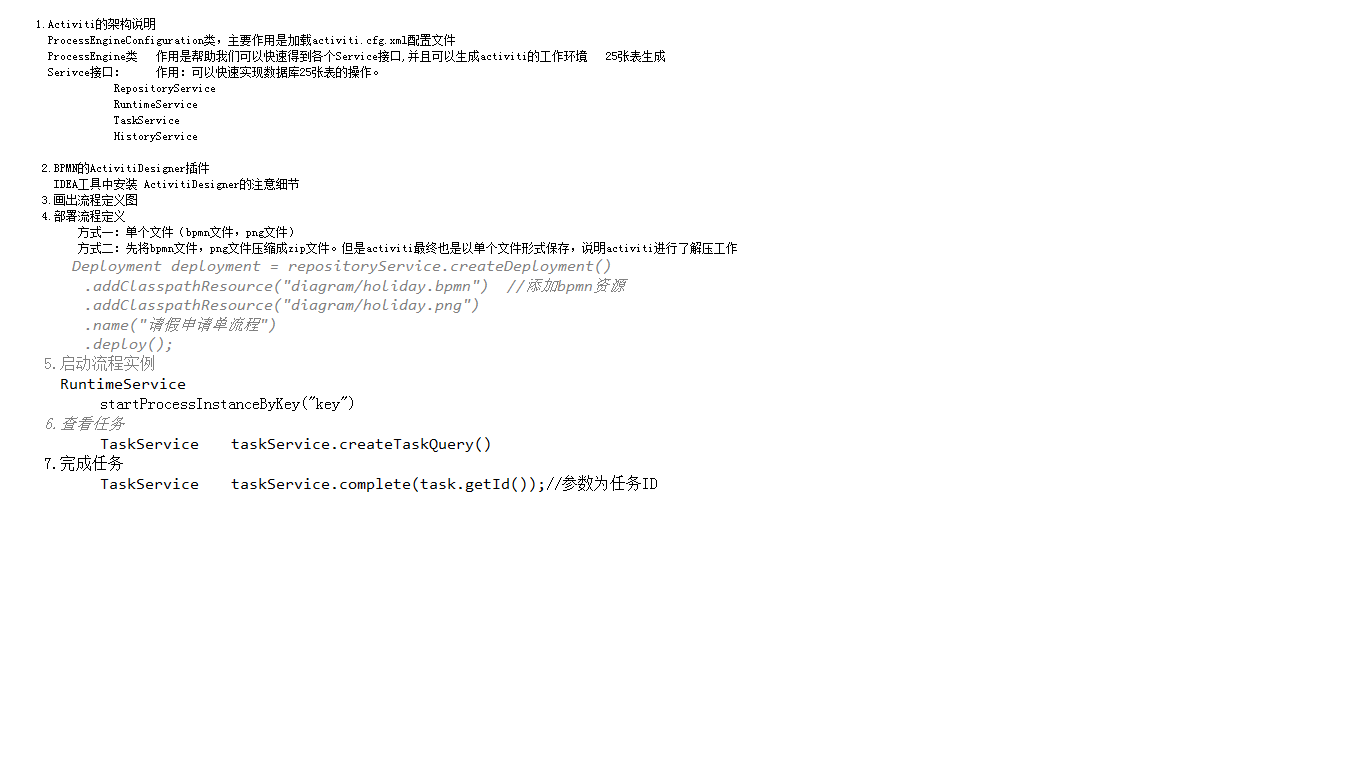 1.Activiti的架构说明
ProcessEngineConfiguration类，主要作用是加载activiti.cfg.xml配置文件
ProcessEngine类 作用是帮助我们可以快速得到各个Service接口,并且可以生成activiti的工作环境 25张表生成
Serivce接口： 作用：可以快速实现数据库25张表的操作。
RepositoryService
RuntimeService
TaskService
HistoryService
2.BPMN的ActivitiDesigner插件
IDEA工具中安装 ActivitiDesigner的注意细节
3.画出流程定义图
4.部署流程定义
方式一：单个文件（bpmn文件，png文件）
方式二：先将bpmn文件，png文件压缩成zip文件。但是activiti最终也是以单个文件形式保存，说明activiti进行了解压工作
Deployment deployment = repositoryService.createDeployment()
.addClasspathResource("diagram/holiday.bpmn") //添加bpmn资源
.addClasspathResource("diagram/holiday.png")
.name("请假申请单流程")
.deploy();
5.启动流程实例
RuntimeService
startProcessInstanceByKey("key")
6.查看任务
TaskService taskService.createTaskQuery()
7.完成任务
TaskService taskService.complete(task.getId());//参数为任务ID